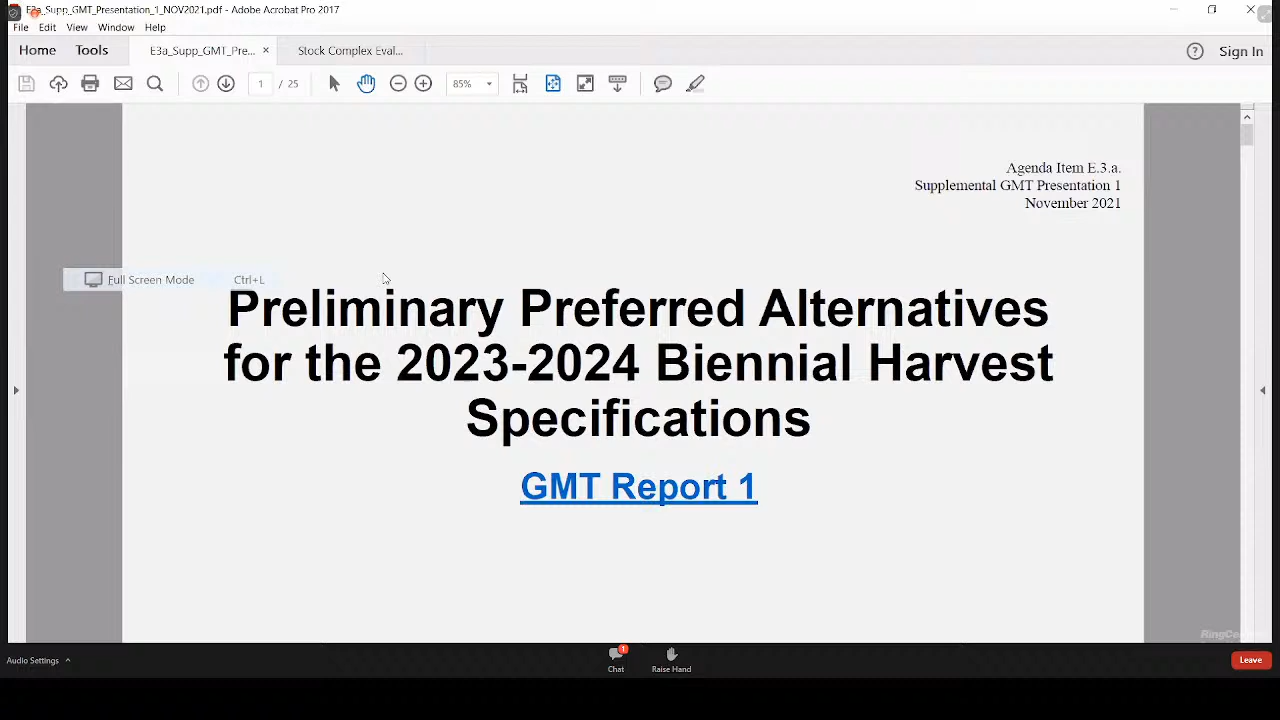 E3a_Supp_GMT_Presentation_1_NOV2021.pdf - Adobe Acrobat Pro 2017
File Edit View Window Help
Home Tools E3a_Supp_GMT_Pre... × Stock Complex Eval... Sign In
1 / 25 85%
Agenda Item E.3.a.
Supplemental GMT Presentation 1
November 2021
Full Screen Mode Ctrl+L
Preliminary Preferred Alternatives
for the 2023-2024 Biennial Harvest
Specifications
GMT Report 1
Audio Settings
1
Chat
Raise Hand
Leave